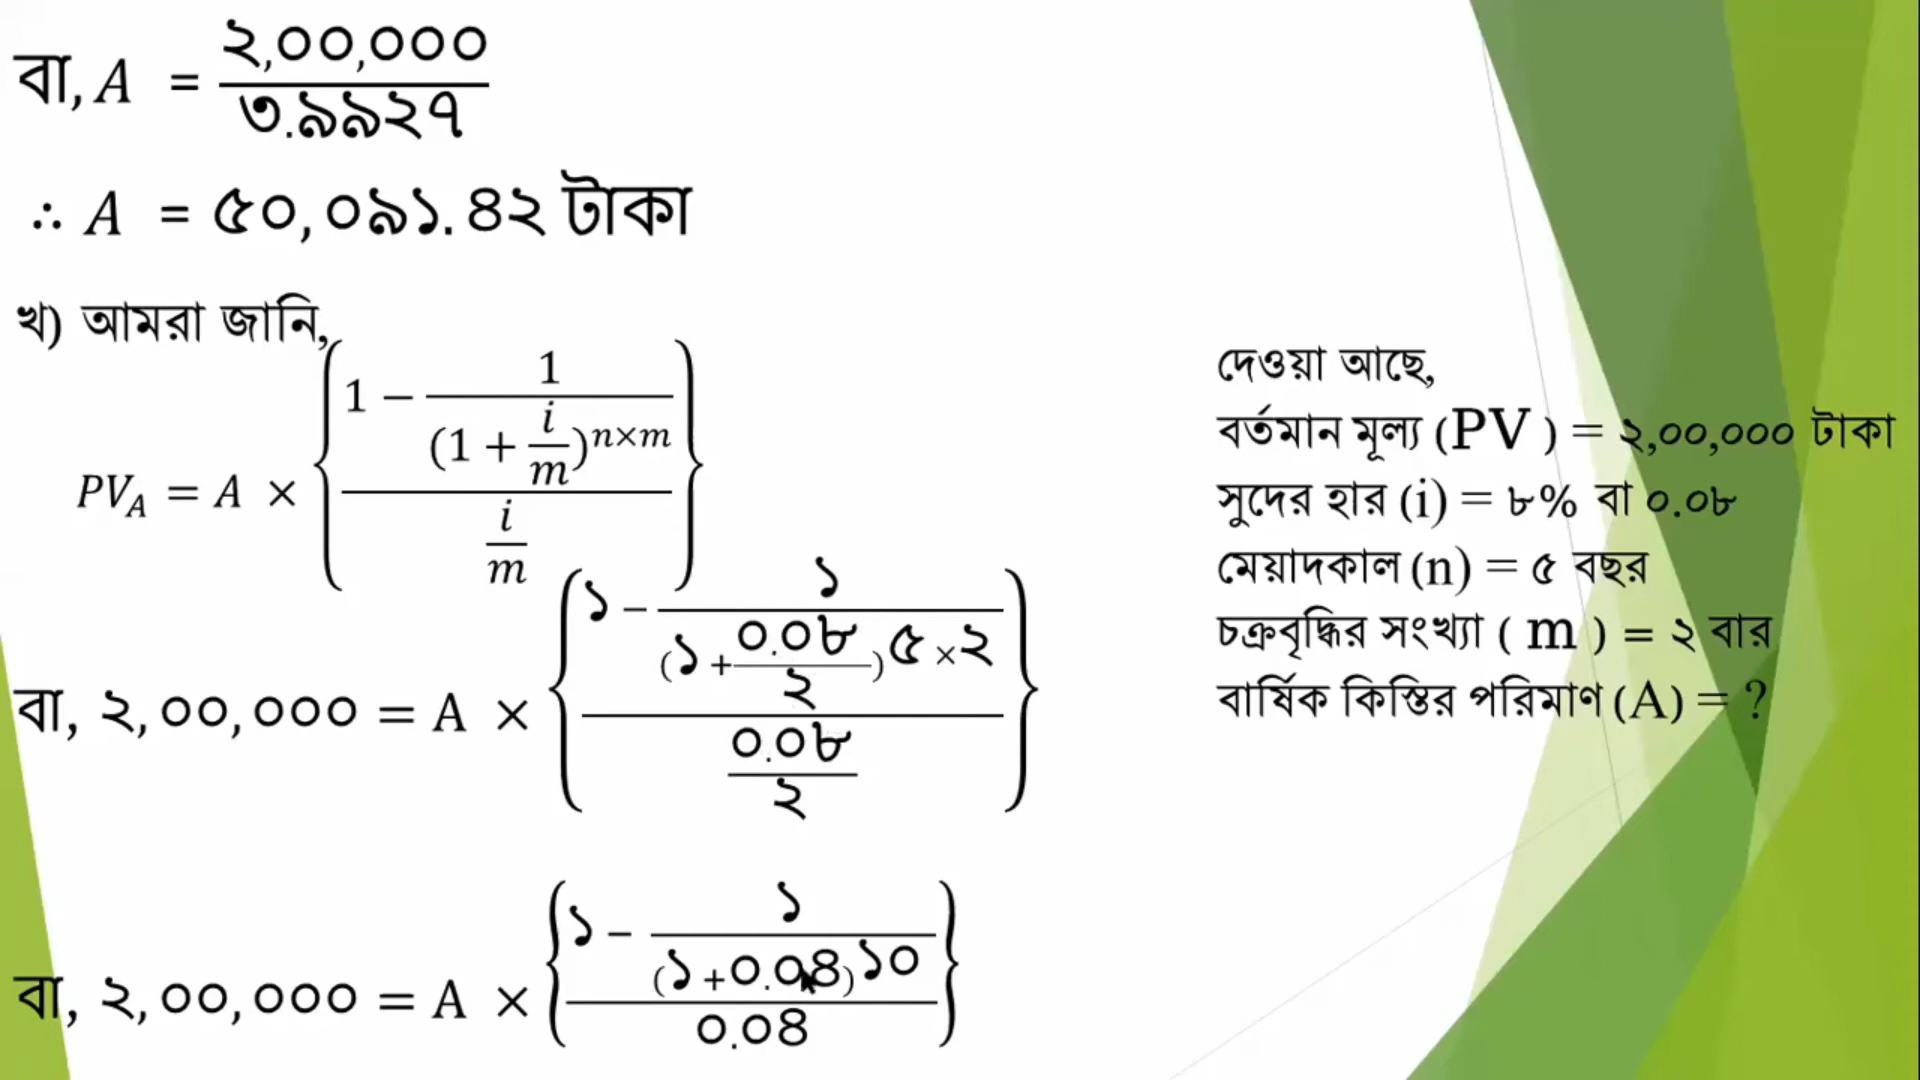 বা, A = ২,০০,০০০ / ৩.৯৯২৭
∴ A = ৫০,০৯১.৪২ টাকা
খ) আমরা জানি,
PV_A = A × { (1 − 1 / (1 + i/m)^{n×m}) / (i/m) }
বা, ২,০০,০০০ = A × { (১ − ১ / (১ + ০.০৮/২)^{৫×২}) / (০.০৮/২) }
বা, ২,০০,০০০ = A × { (১ − ১ / (১ + ০.০৪)^{১০}) / ০.০৪ }
দেওয়া আছে,
বর্তমান মূল্য (PV ) = ২,০০,০০০ টাকা
সুদের হার (i) = ৮% বা ০.০৮
মেয়াদকাল (n) = ৫ বছর
চক্রবৃদ্ধির সংখ্যা ( m ) = ২ বার
বার্ষিক কিস্তির পরিমাণ (A) = ?